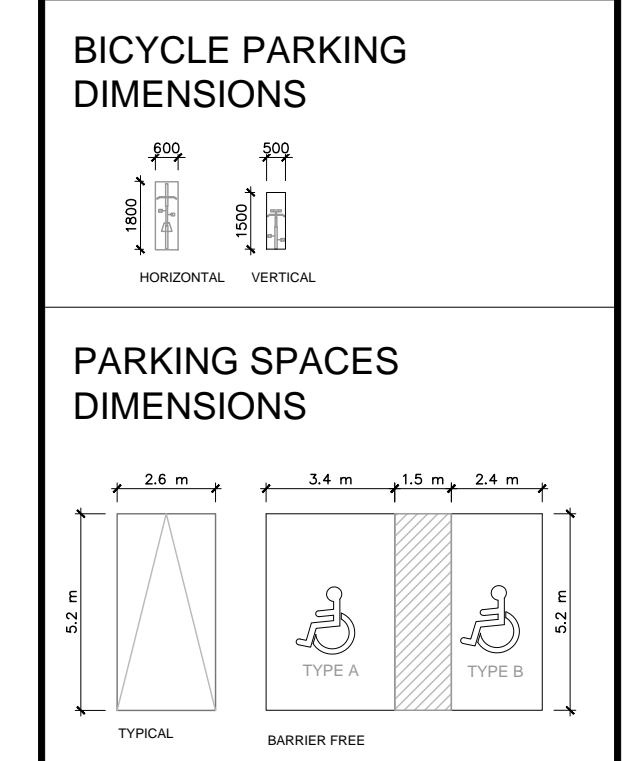 BICYCLE PARKING
DIMENSIONS
600
500
1800
1500
HORIZONTAL
VERTICAL
PARKING SPACES
DIMENSIONS
2.6 m
3.4 m
1.5 m
2.4 m
5.2 m
5.2 m
TYPE A
TYPE B
TYPICAL
BARRIER FREE